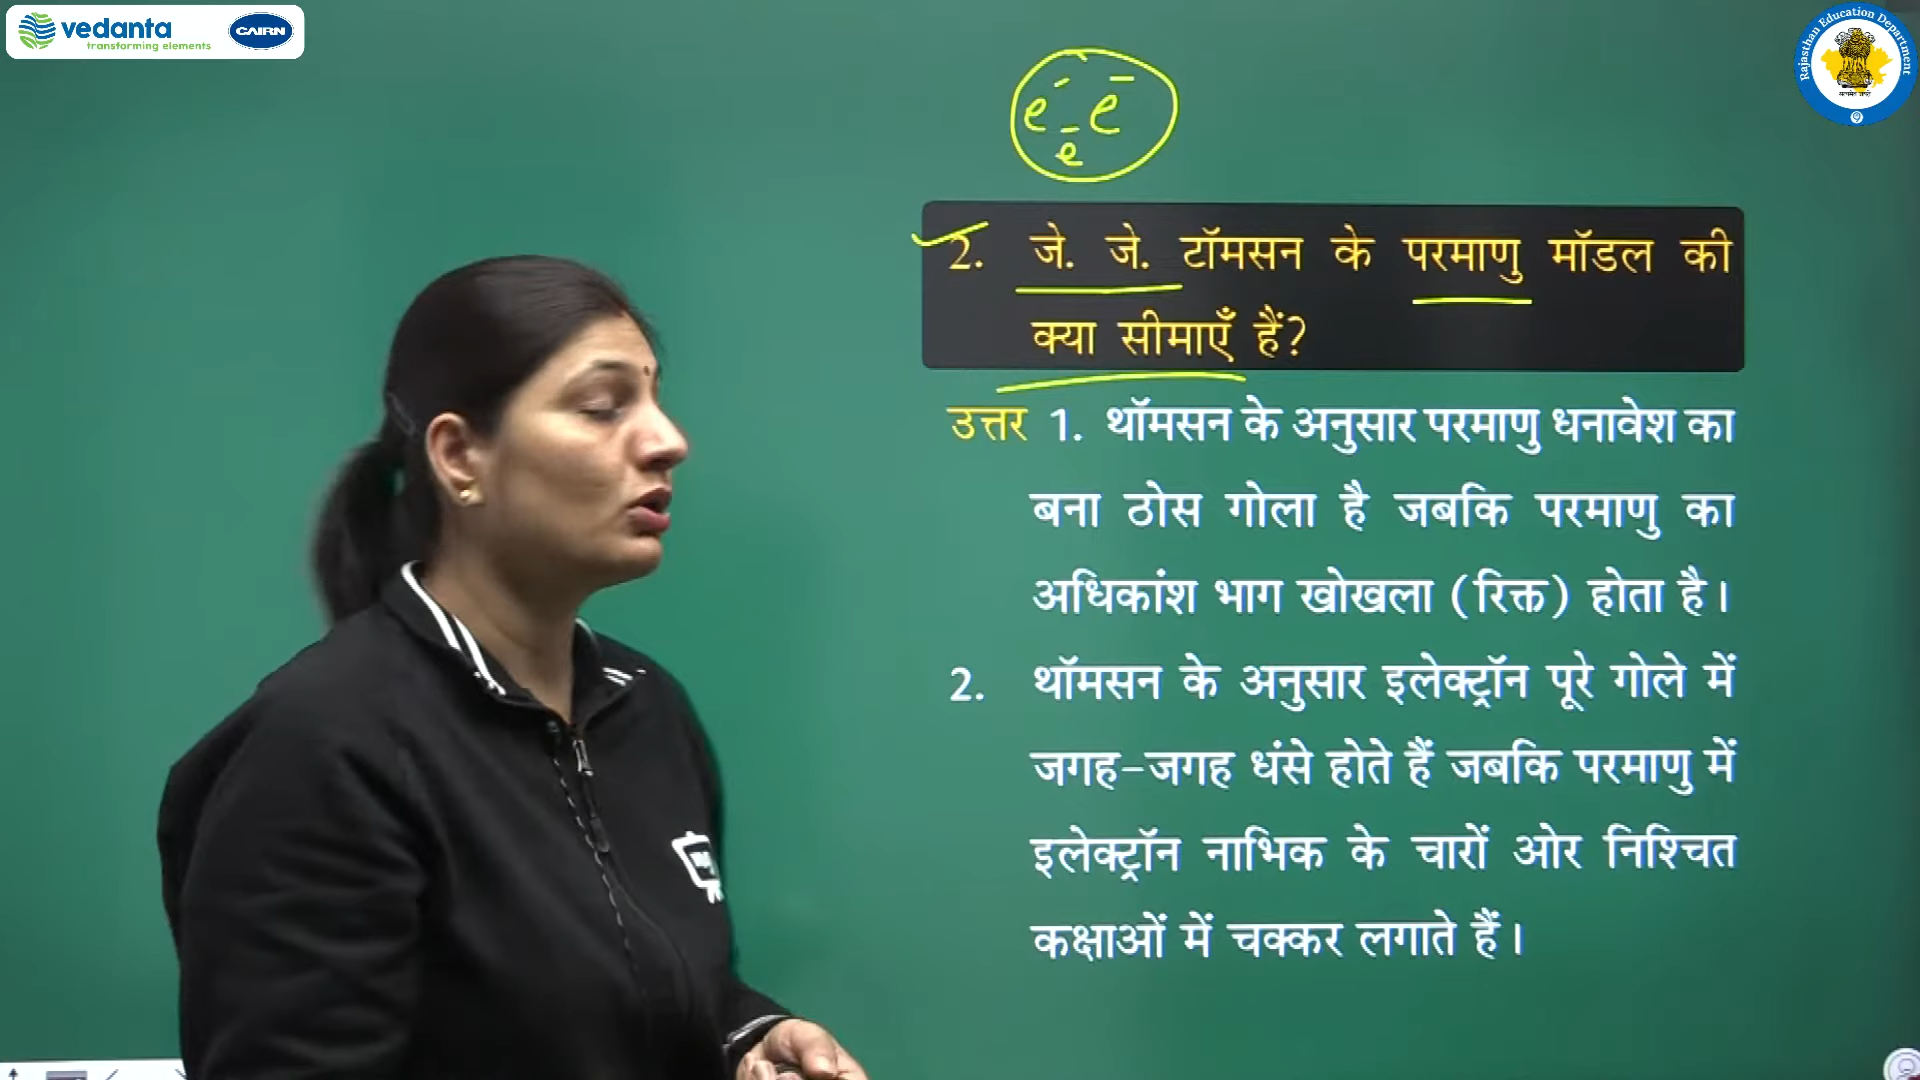 vedanta
transforming elements
CAIRN
Rajasthan Education Department
e⁻ e⁻
e⁻
2. जे. जे. टॉमसन के परमाणु मॉडल की
क्या सीमाएँ हैं?
उत्तर 1. थॉमसन के अनुसार परमाणु धनावेश का
बना ठोस गोला है जबकि परमाणु का
अधिकांश भाग खोखला (रिक्त) होता है।
2. थॉमसन के अनुसार इलेक्ट्रॉन पूरे गोले में
जगह-जगह धंसे होते हैं जबकि परमाणु में
इलेक्ट्रॉन नाभिक के चारों ओर निश्चित
कक्षाओं में चक्कर लगाते हैं।